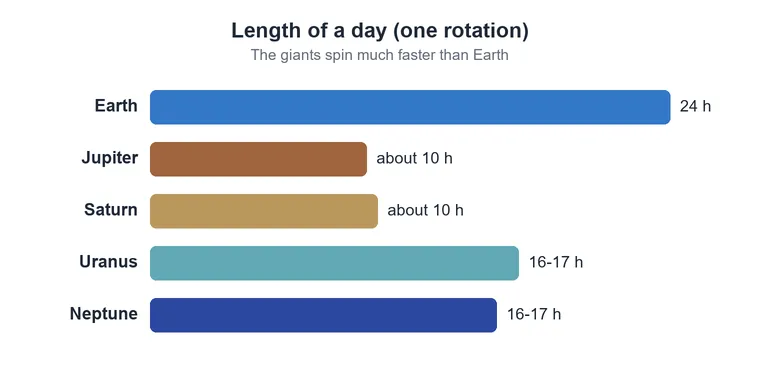 Length of a day (one rotation)
The giants spin much faster than Earth
Earth 24 h
Jupiter about 10 h
Saturn about 10 h
Uranus 16-17 h
Neptune 16-17 h